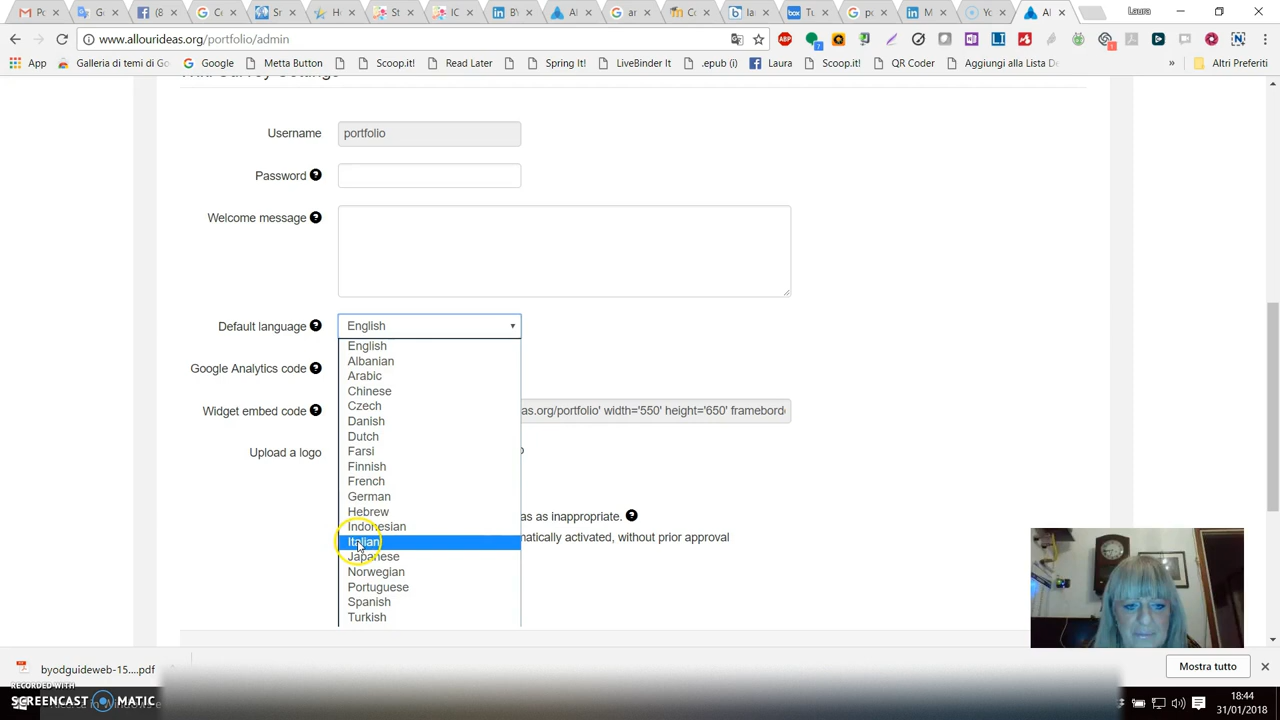 Laura
www.allourideas.org/portfolio/admin
App Galleria di temi di Go Google Metta Button Scoop.it Read Later Spring It! LiveBinder It .epub (i) Laura Scoop.it! QR Coder Aggiungi alla Lista D » Altri Preferiti
Username portfolio
Password
Welcome message
Default language English
English
Albanian
Arabic
Chinese
Czech
Danish
Dutch
Farsi
Finnish
French
German
Hebrew
Indonesian
Italian
Japanese
Norwegian
Portuguese
Spanish
Turkish
Google Analytics code
Widget embed code as.org/portfolio' width='550' height='650' framebord
Upload a logo
as as inappropriate.
matically activated, without prior approval
byodguideweb-15....pdf
Mostra tutto
RECORDED WITH
SCREENCAST MATIC
18:44
31/01/2018